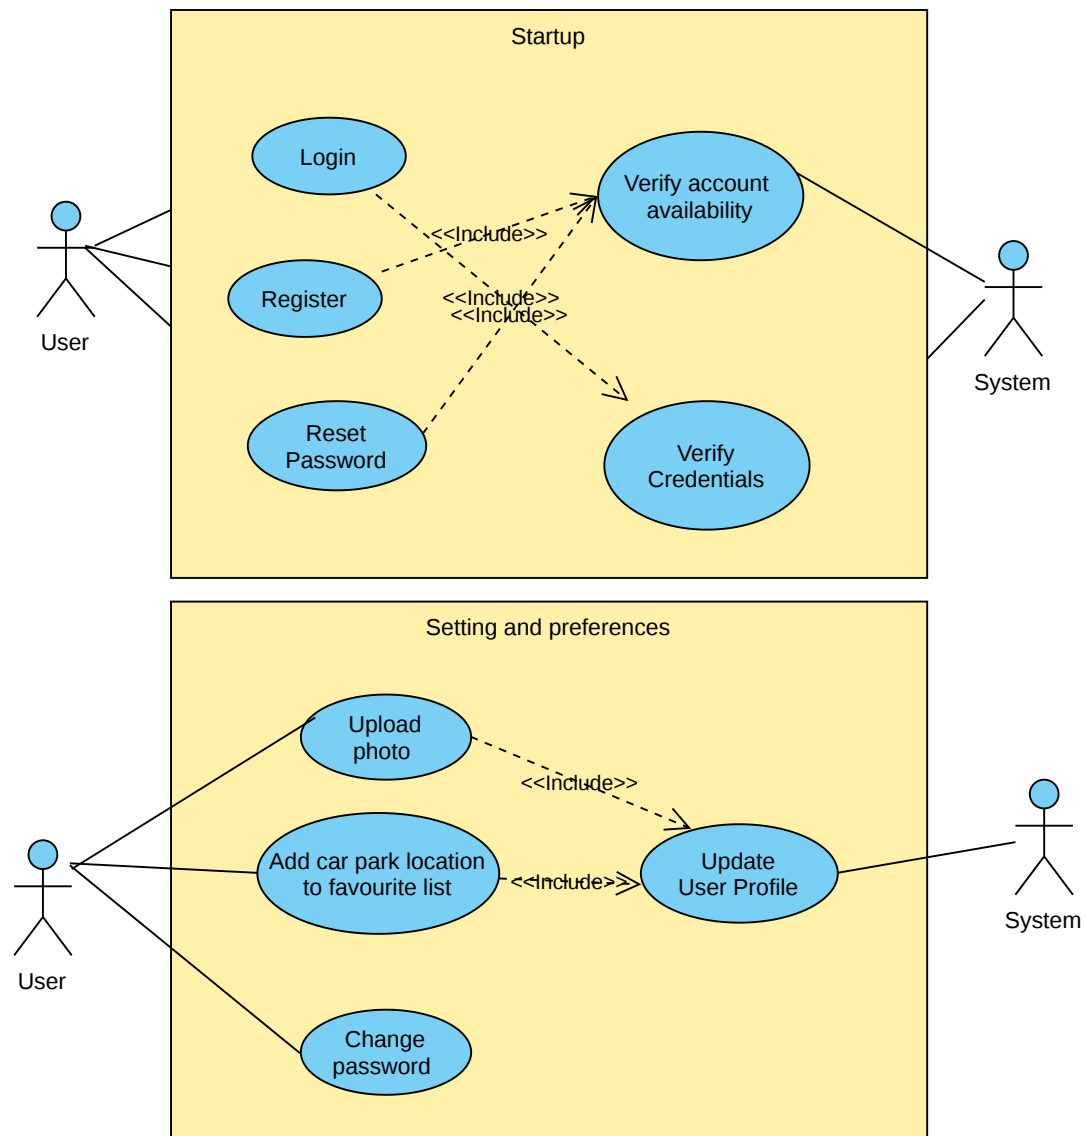 Startup
Login
Verify account
availability
<<Include>>
User
Register
<<Include>>
<<Include>>
System
Reset
Password
Verify
Credentials
Setting and preferences
Upload
photo
<<Include>>
Add car park location
to favourite list
<<Include>>
Update
User Profile
User
System
Change
password